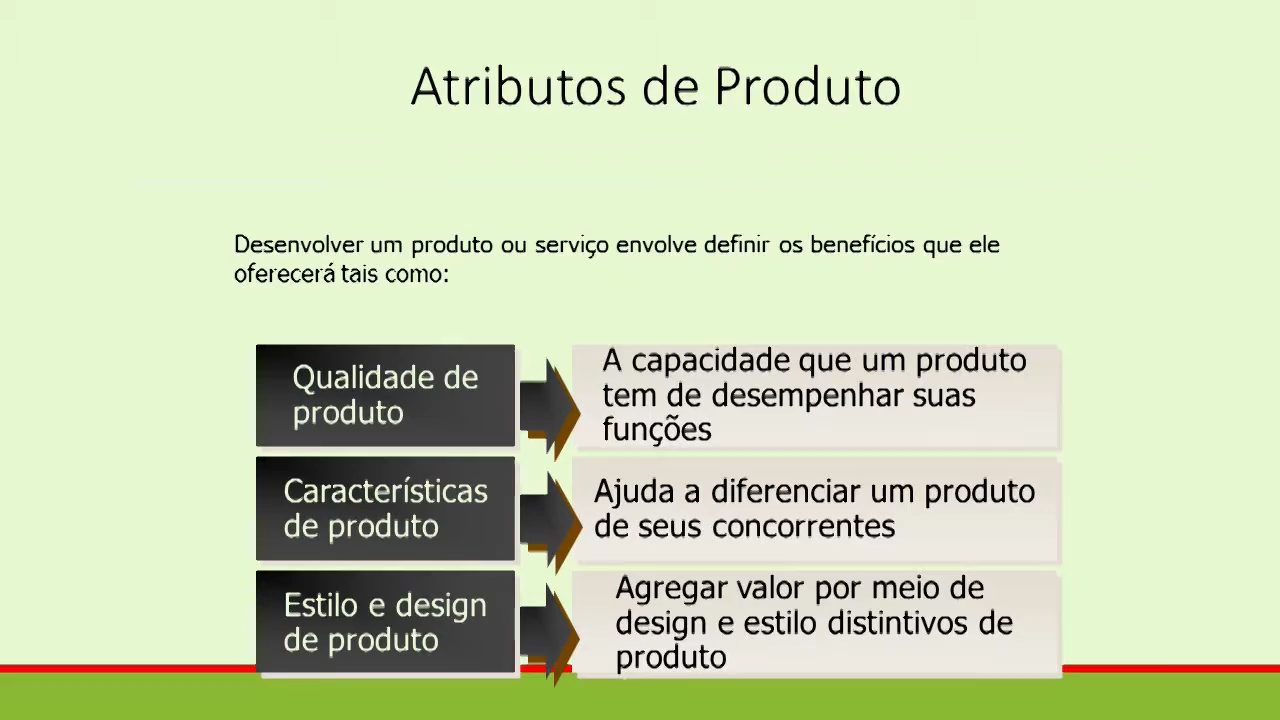 Atributos de Produto
Desenvolver um produto ou serviço envolve definir os benefícios que ele
oferecerá tais como:
Qualidade de
produto
A capacidade que um produto
tem de desempenhar suas
funções
Características
de produto
Ajuda a diferenciar um produto
de seus concorrentes
Estilo e design
de produto
Agregar valor por meio de
design e estilo distintivos de
produto